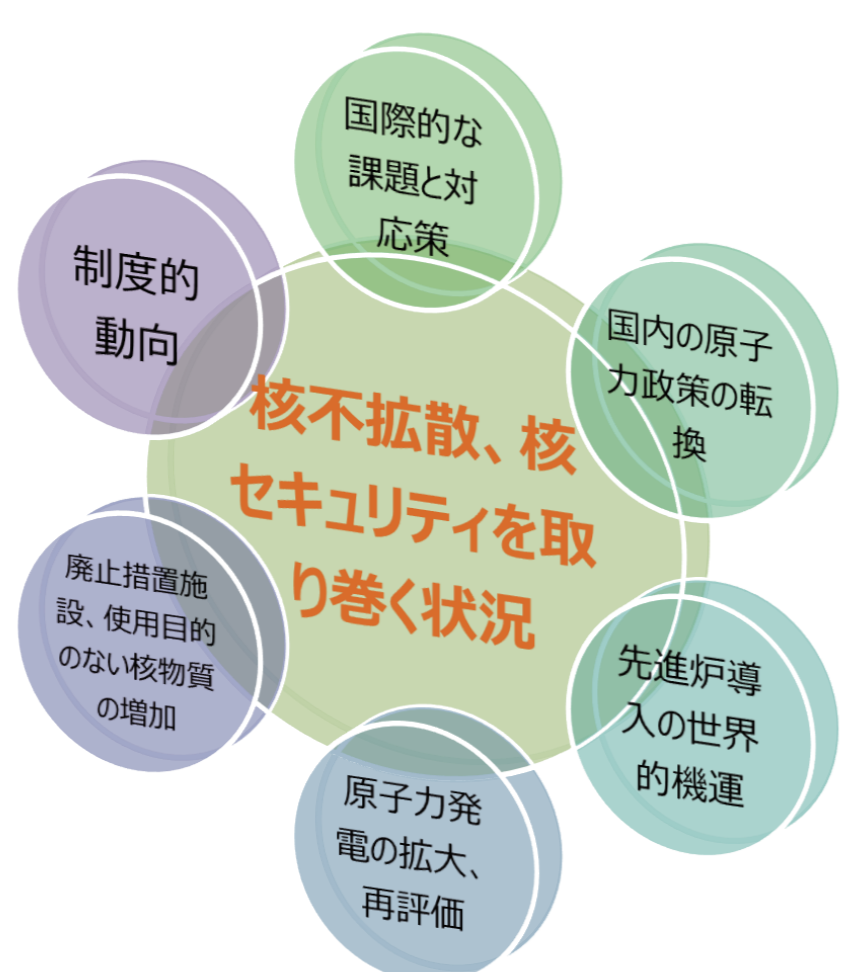 国際的な
課題と対
応策
制度的
動向
国内の原子
力政策の転
換
核不拡散、核
セキュリティを取
り巻く状況
廃止措置施
設、使用目的
のない核物質
の増加
先進炉導
入の世界
的機運
原子力発
電の拡大、
再評価